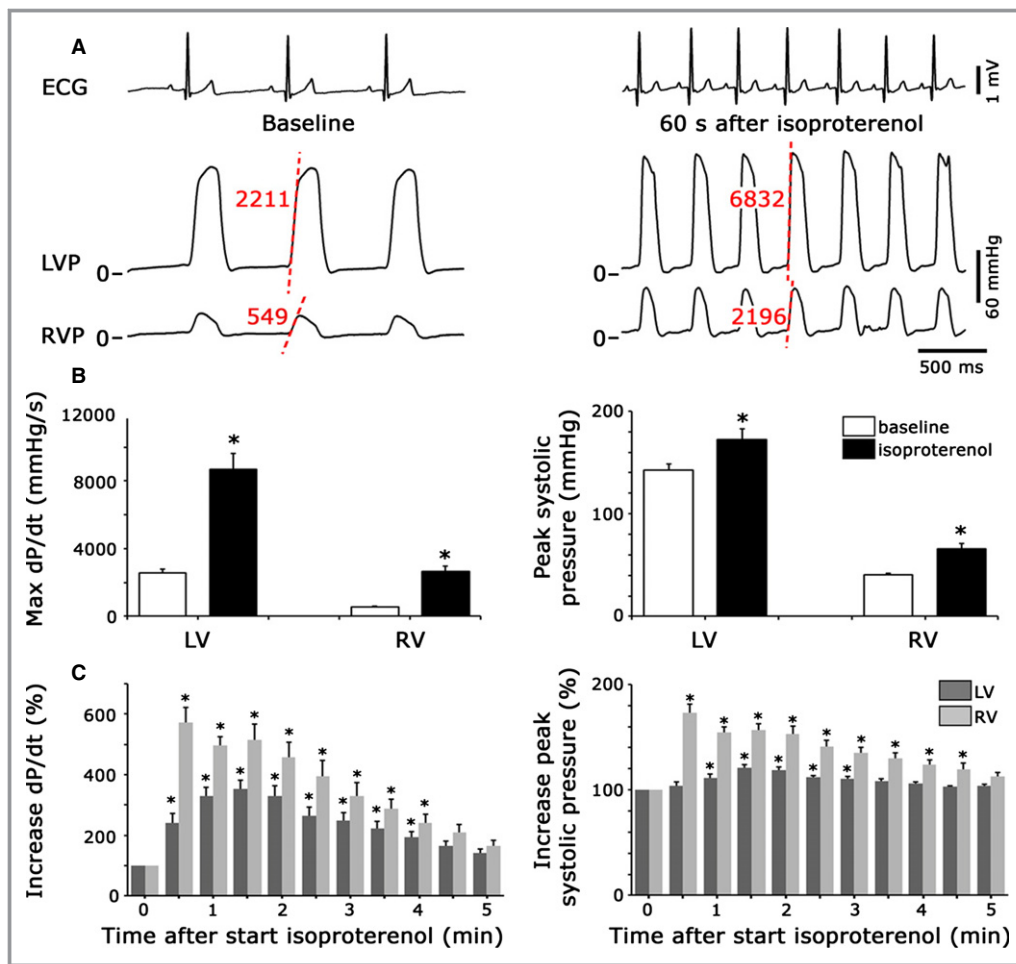 A
ECG
1 mV
Baseline
60 s after isoproterenol
2211
6832
LVP
0-
0-
60 mmHg
549
2196
RVP
0-
0-
500 ms
B
Max dP/dt (mmHg/s)
12000
8000
4000
0
*
*
LV
RV
Peak systolic
pressure (mmHg)
200
100
0
*
*
baseline
isoproterenol
LV
RV
C
Increase dP/dt (%)
600
400
200
0
* * * * * * * * * * * * * * * *
0 1 2 3 4 5
Time after start isoproterenol (min)
Increase peak
systolic pressure (%)
200
100
0
* * * * * * * * * * * * * *
LV
RV
0 1 2 3 4 5
Time after start isoproterenol (min)